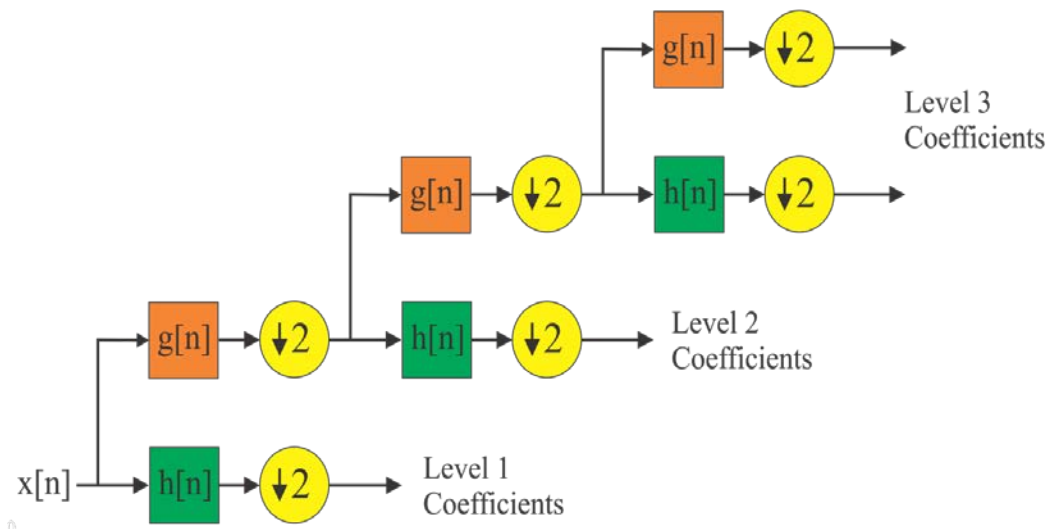 g[n]
↓2
Level 3
Coefficients
g[n]
↓2
h[n]
↓2
g[n]
↓2
h[n]
↓2
Level 2
Coefficients
x[n]
h[n]
↓2
Level 1
Coefficients